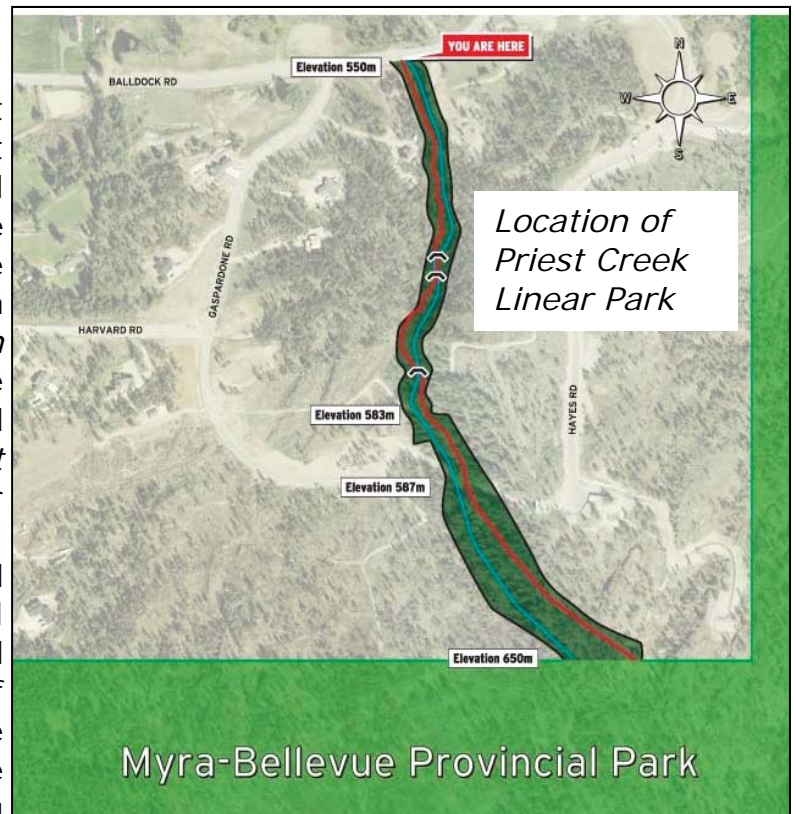 YOU ARE HERE
Elevation 550m
BALLDOCK RD
N
W
E
S
Location of
Priest Creek
Linear Park
GASPARDONE RD
HARVARD RD
HAYES RD
Elevation 583m
Elevation 587m
Elevation 650m
Myra-Bellevue Provincial Park